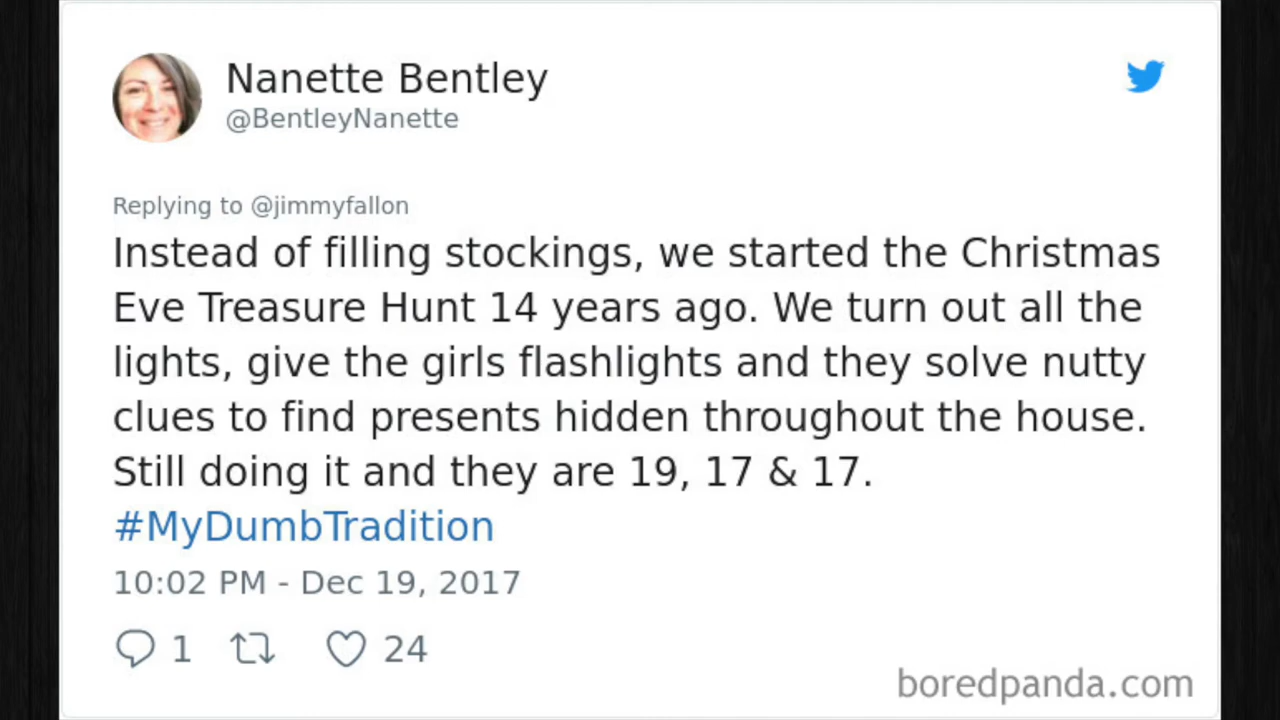 Nanette Bentley
@BentleyNanette
Replying to @jimmyfallon
Instead of filling stockings, we started the Christmas
Eve Treasure Hunt 14 years ago. We turn out all the
lights, give the girls flashlights and they solve nutty
clues to find presents hidden throughout the house.
Still doing it and they are 19, 17 & 17.
#MyDumbTradition
10:02 PM - Dec 19, 2017
1 24
boredpanda.com